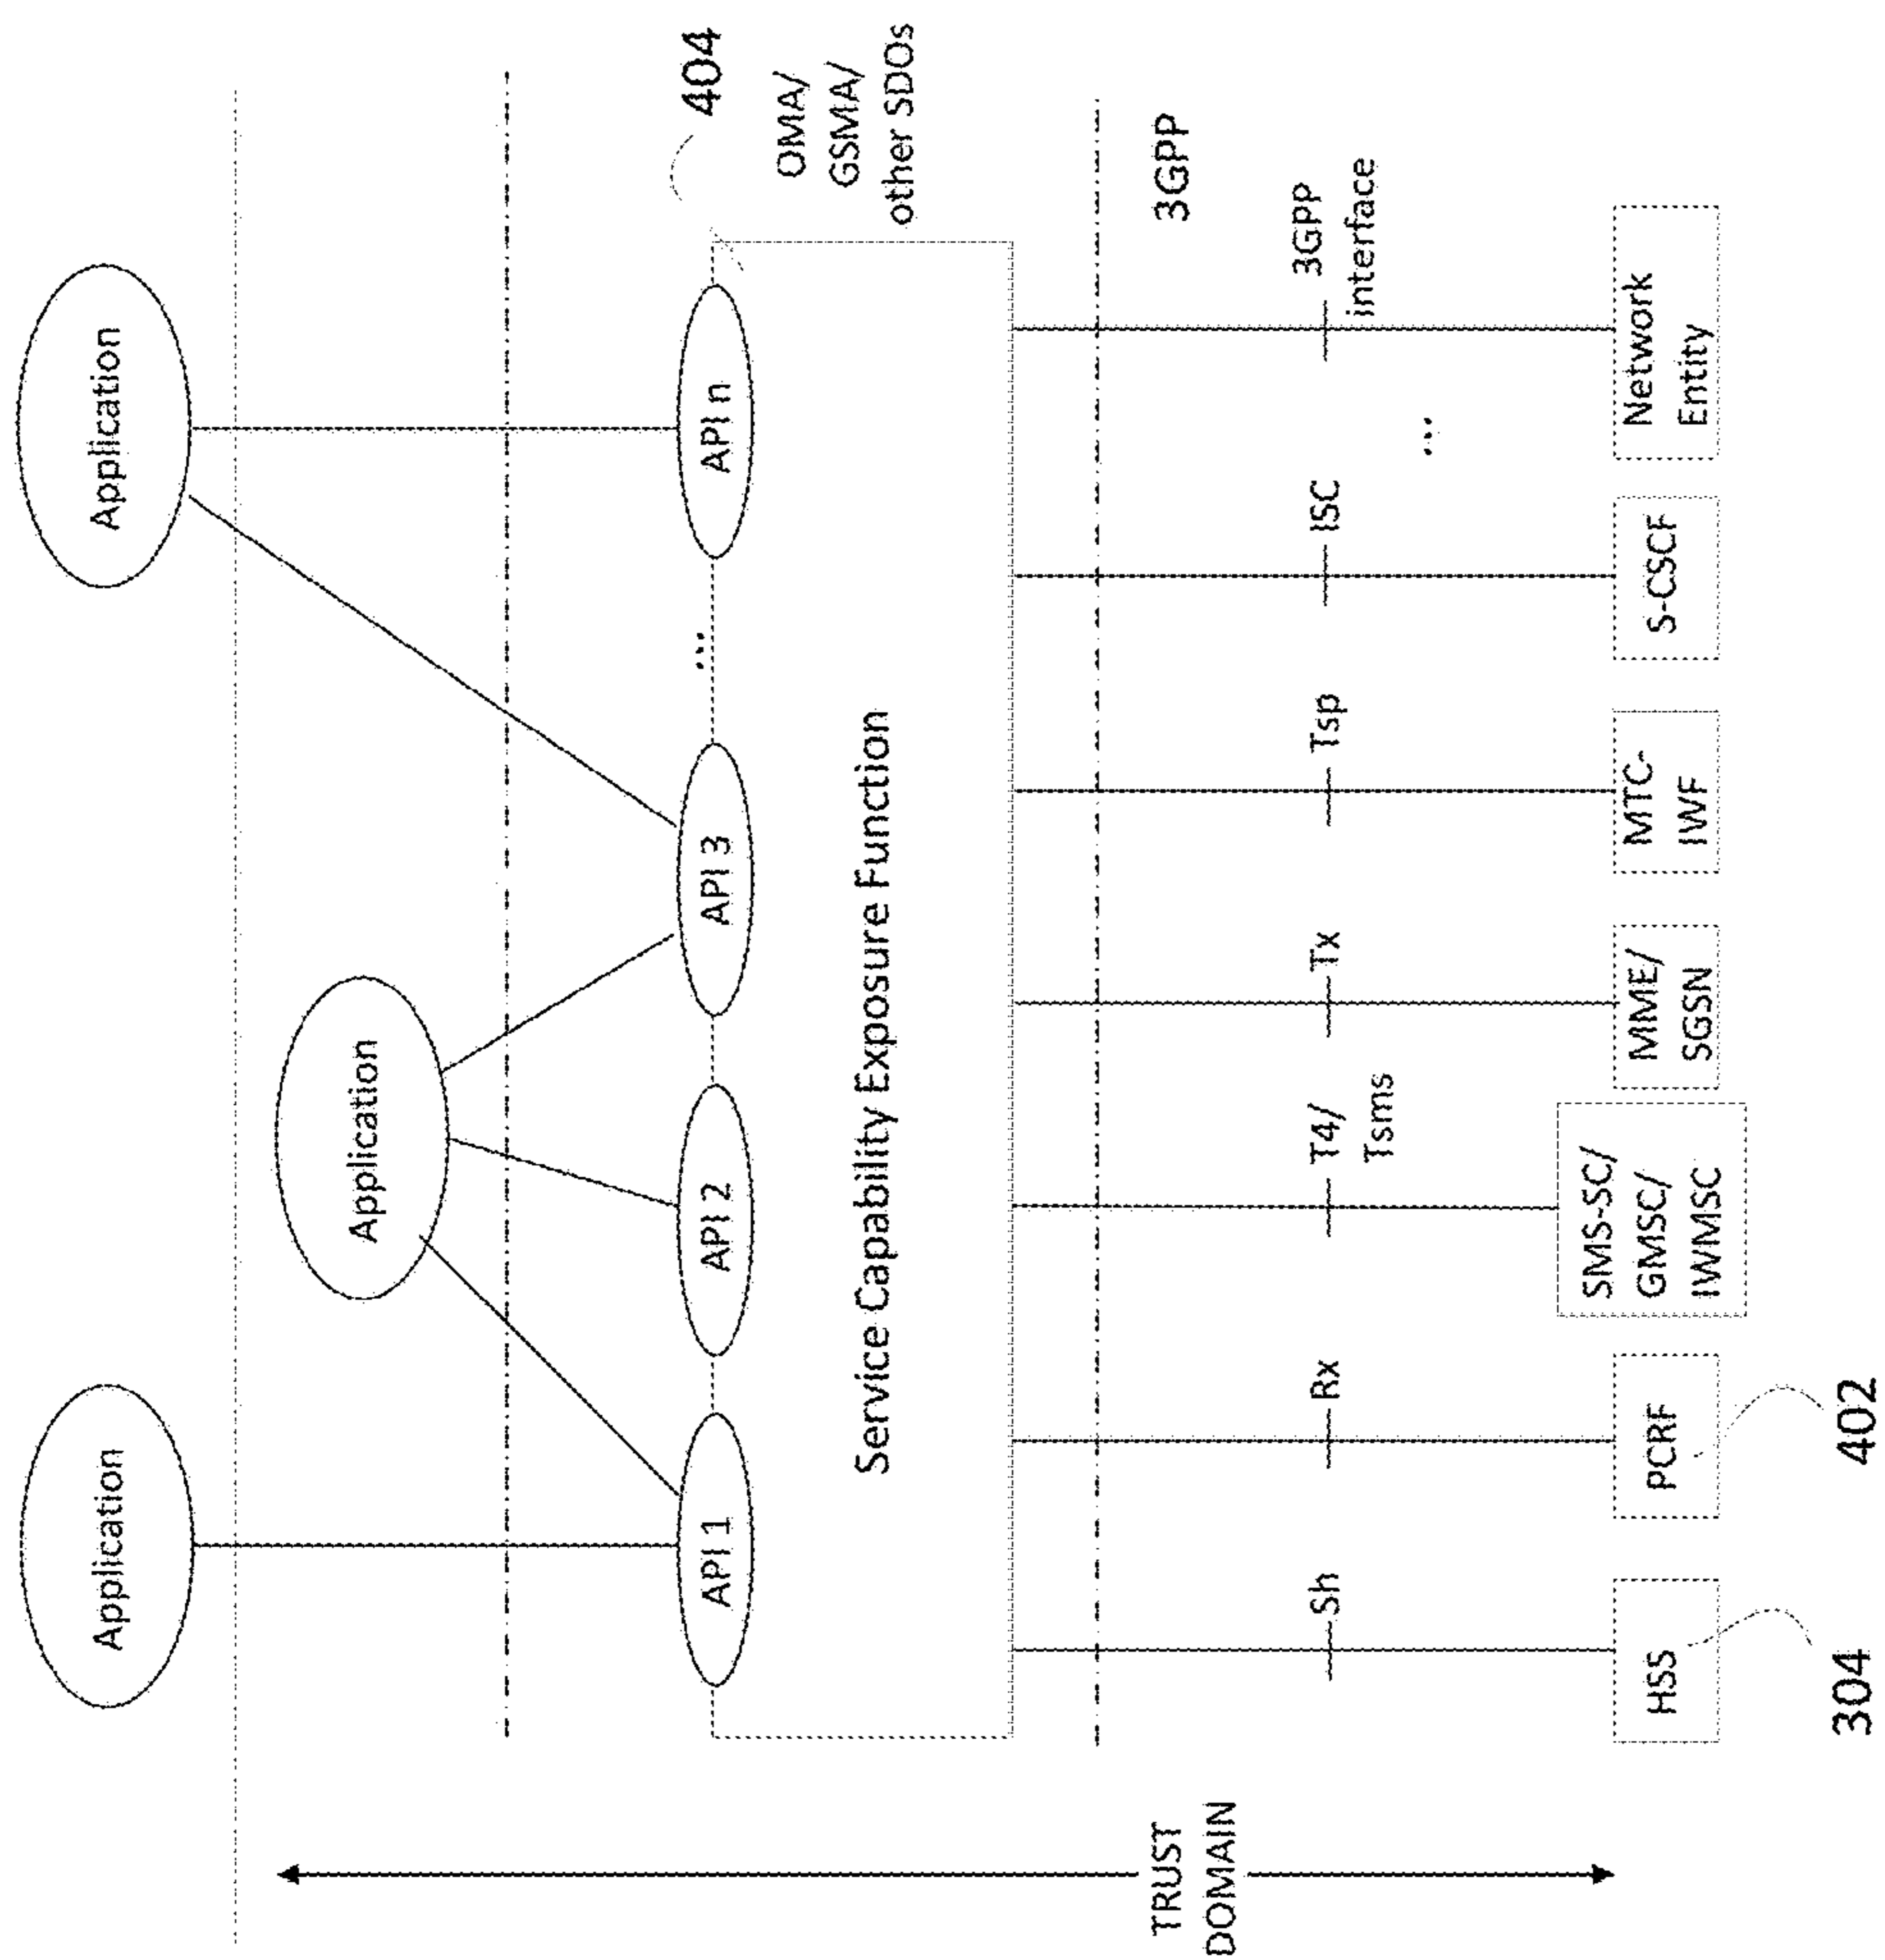 Application
Application
Application
404
API 1
API 2
API 3
...
API n
OMA/
GSMA/
other SDOs
Service Capability Exposure Function
TRUST
DOMAIN
3GPP
Sh
Rx
T4/
Tsms
Tx
Tsp
ISC
3GPP
interface
...
HSS
PCRF
SMS-SC/
GMSC/
IWMSC
MME/
SGSN
MTC-
IWF
S-CSCF
Network
Entity
304
402